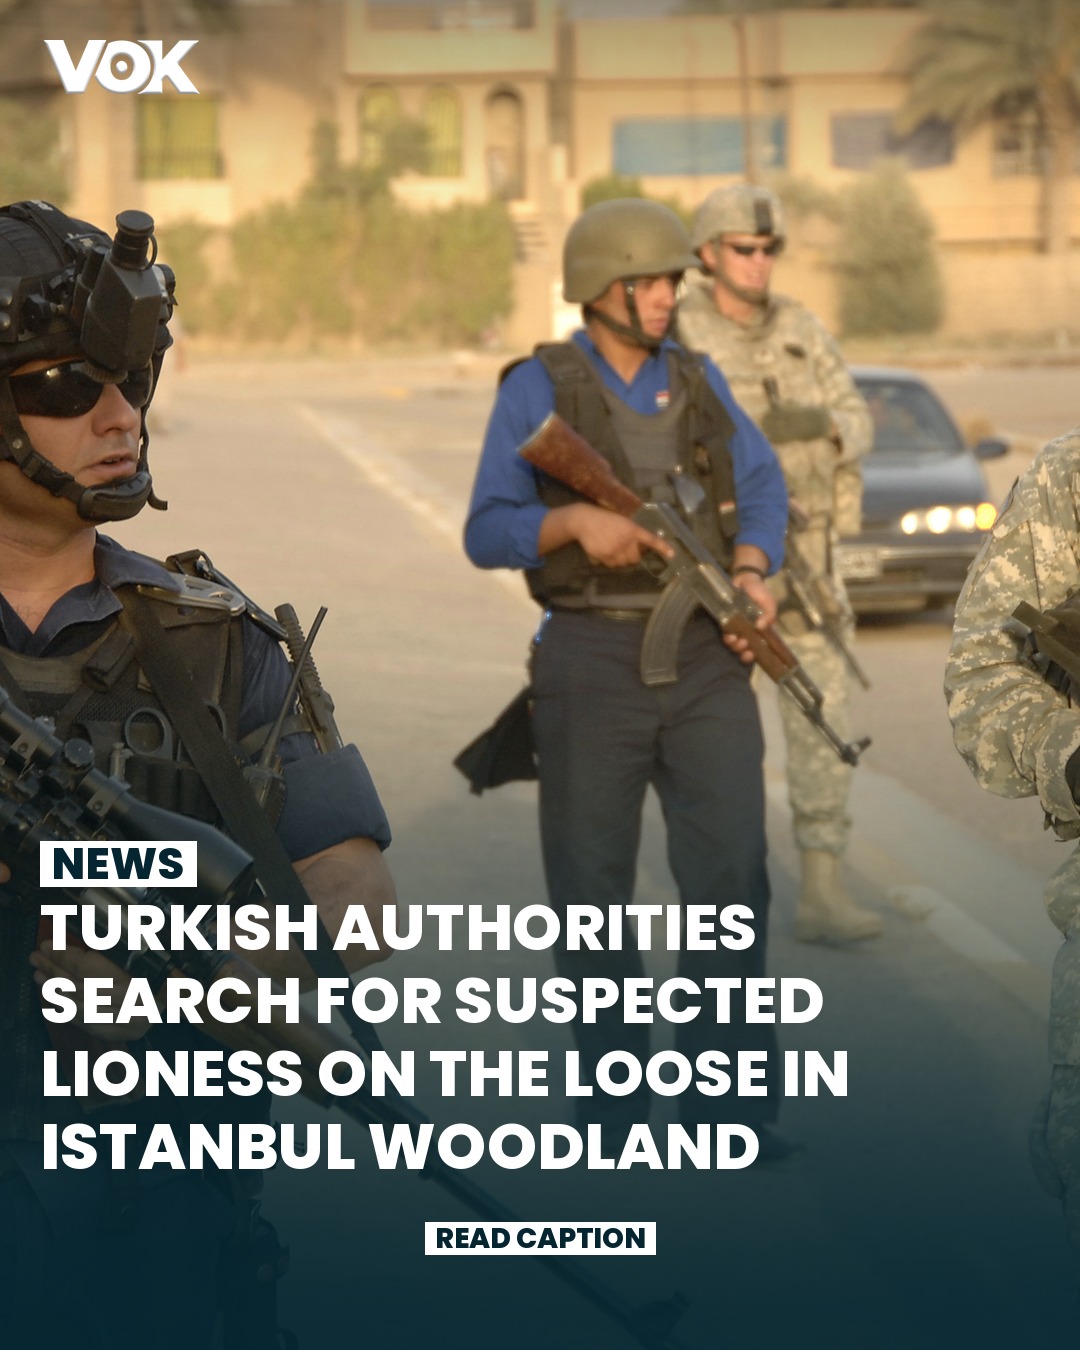 VOK
NEWS
TURKISH AUTHORITIES
SEARCH FOR SUSPECTED
LIONESS ON THE LOOSE IN
ISTANBUL WOODLAND
READ CAPTION